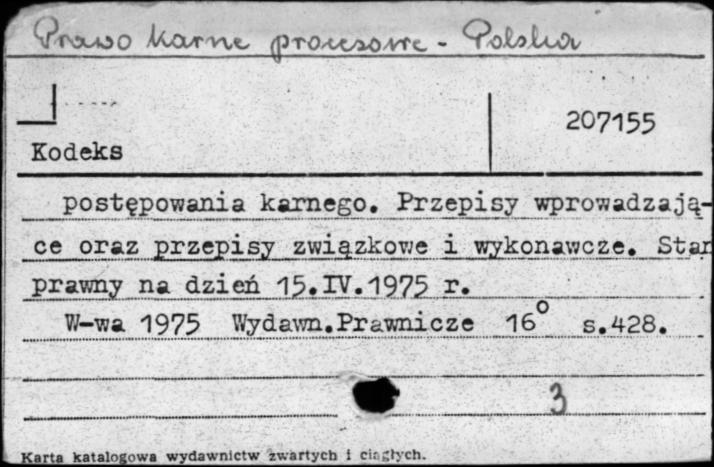 Prawo karne procesowe - Polska
207155
Kodeks
postępowania karnego. Przepisy wprowadzają-
ce oraz przepisy związkowe i wykonawcze. Stan
prawny na dzień 15.IV.1975 r.
W-wa 1975 Wydawn.Prawnicze 16° s.428.
3
Karta katalogowa wydawnictw zwartych i ciągłych.